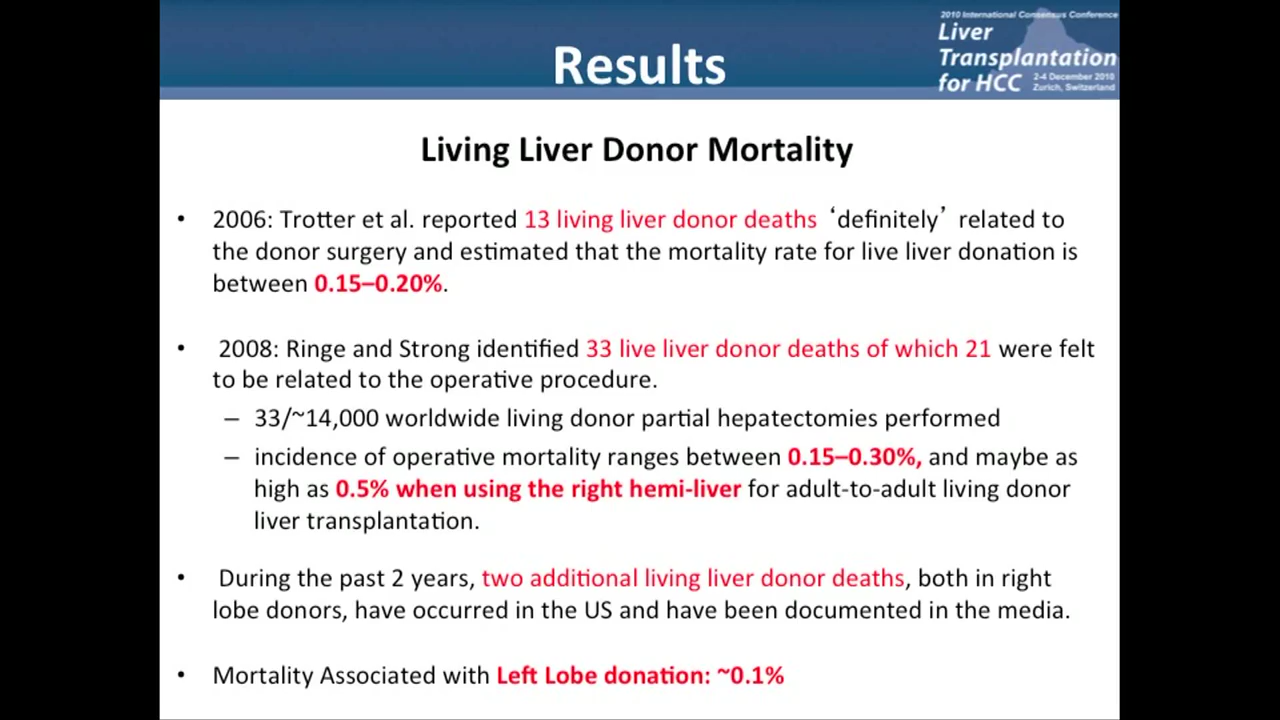 2010 International Consensus Conference
Liver
Transplantation
for HCC
2-4 December 2010
Zurich, Switzerland
Results
Living Liver Donor Mortality
• 2006: Trotter et al. reported 13 living liver donor deaths ‘definitely’ related to
the donor surgery and estimated that the mortality rate for live liver donation is
between 0.15–0.20%.
• 2008: Ringe and Strong identified 33 live liver donor deaths of which 21 were felt
to be related to the operative procedure.
– 33/~14,000 worldwide living donor partial hepatectomies performed
– incidence of operative mortality ranges between 0.15–0.30%, and maybe as
high as 0.5% when using the right hemi-liver for adult-to-adult living donor
liver transplantation.
• During the past 2 years, two additional living liver donor deaths, both in right
lobe donors, have occurred in the US and have been documented in the media.
• Mortality Associated with Left Lobe donation: ~0.1%